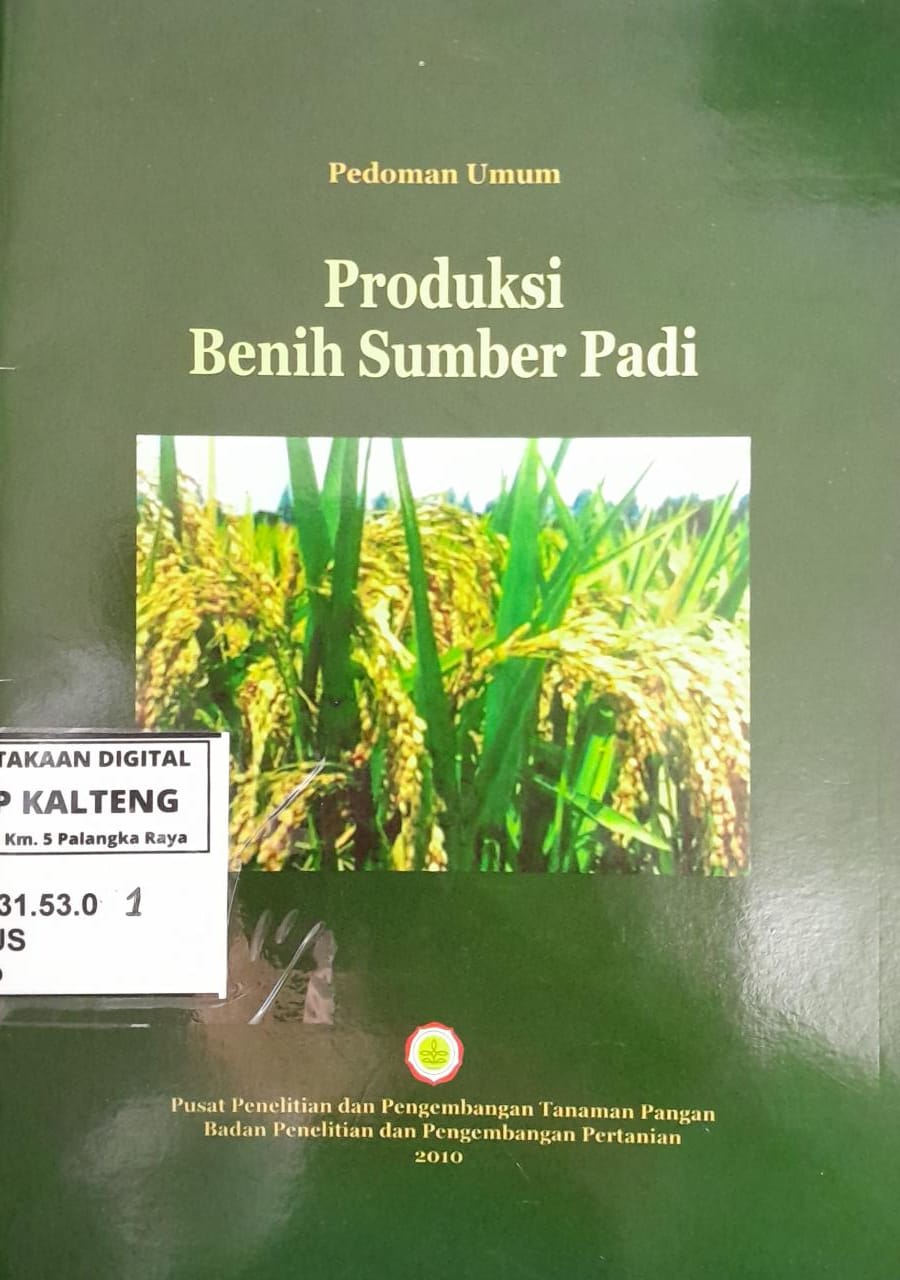 Pedoman Umum
Produksi
Benih Sumber Padi
TAKAAN DIGITAL
P KALTENG
Km. 5 Palangka Raya
31.53.0 1
US
Pusat Penelitian dan Pengembangan Tanaman Pangan
Badan Penelitian dan Pengembangan Pertanian
2010